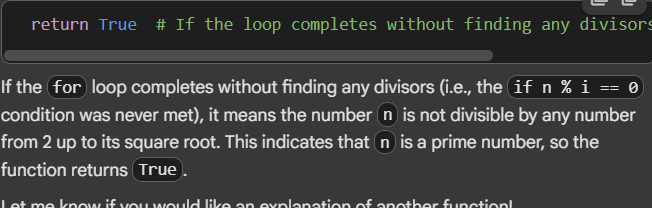 return True  # If the loop completes without finding any divisors
If the for loop completes without finding any divisors (i.e., the if n % i == 0
condition was never met), it means the number n is not divisible by any number
from 2 up to its square root. This indicates that n is a prime number, so the
function returns True.
Let me know if you would like an explanation of another function!